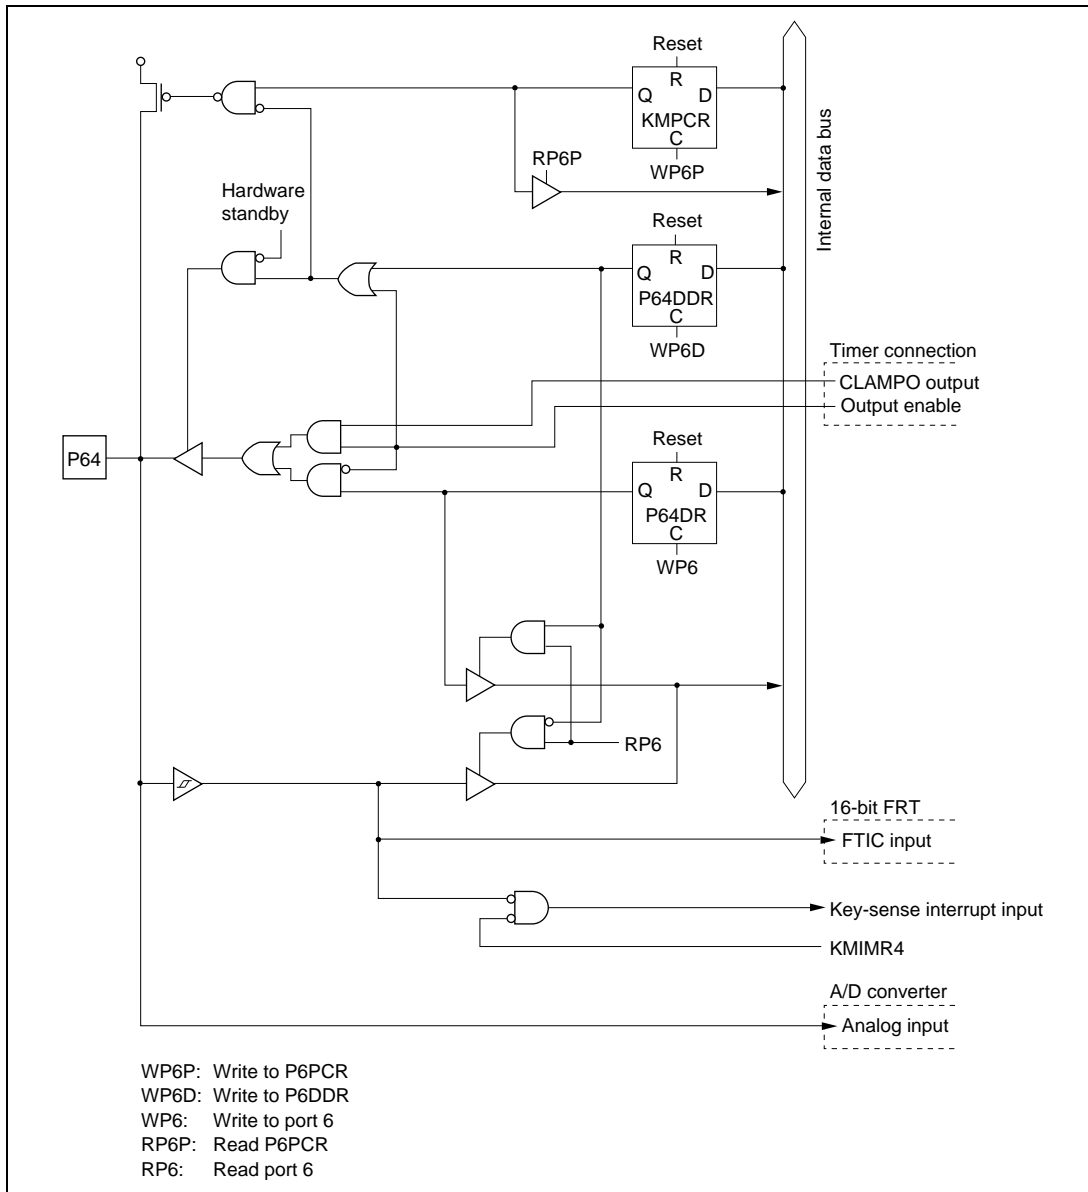 Reset
R
Q D
KMPCR
C
WP6P
RP6P
Internal data bus
Hardware
standby
Reset
R
Q D
P64DDR
C
WP6D
Timer connection
CLAMPO output
Output enable
P64
Reset
R
Q D
P64DR
C
WP6
RP6
16-bit FRT
FTIC input
Key-sense interrupt input
KMIMR4
A/D converter
Analog input
WP6P: Write to P6PCR
WP6D: Write to P6DDR
WP6: Write to port 6
RP6P: Read P6PCR
RP6: Read port 6